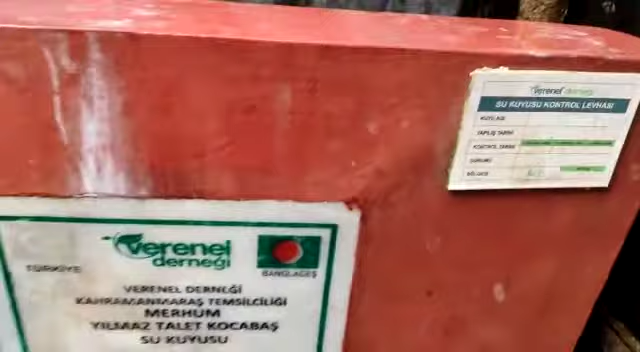 verenel derneği
SU KUYUSU KONTROL LEVHASI
KUYU ADI
YAPILIŞ TARİHİ
KONTROL TARİHİ
DURUMU
BÖLGESİ
verenel
derneği
TÜRKİYE
BANGLADEŞ
VERENEL DERNEĞİ
KAHRAMANMARAŞ TEMSİLCİLİĞİ
MERHUM
YILMAZ TALET KOCABAŞ
SU KUYUSU